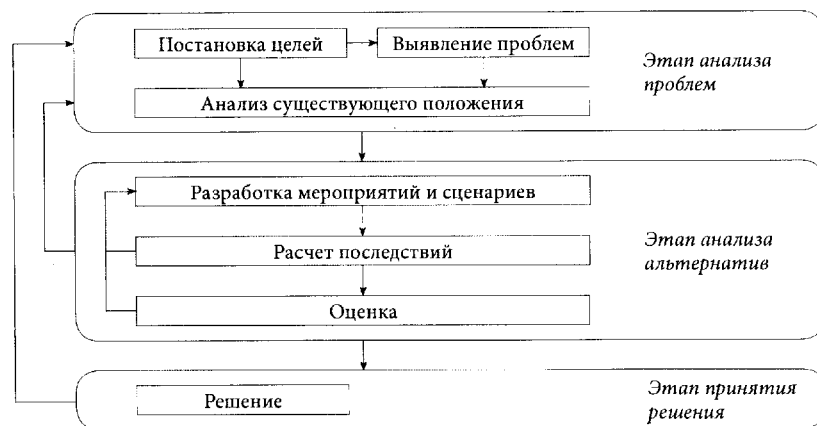 Постановка целей
Выявление проблем
Этап анализа
проблем
Анализ существующего положения
Разработка мероприятий и сценариев
Расчет последствий
Этап анализа
альтернатив
Оценка
Решение
Этап принятия
решения